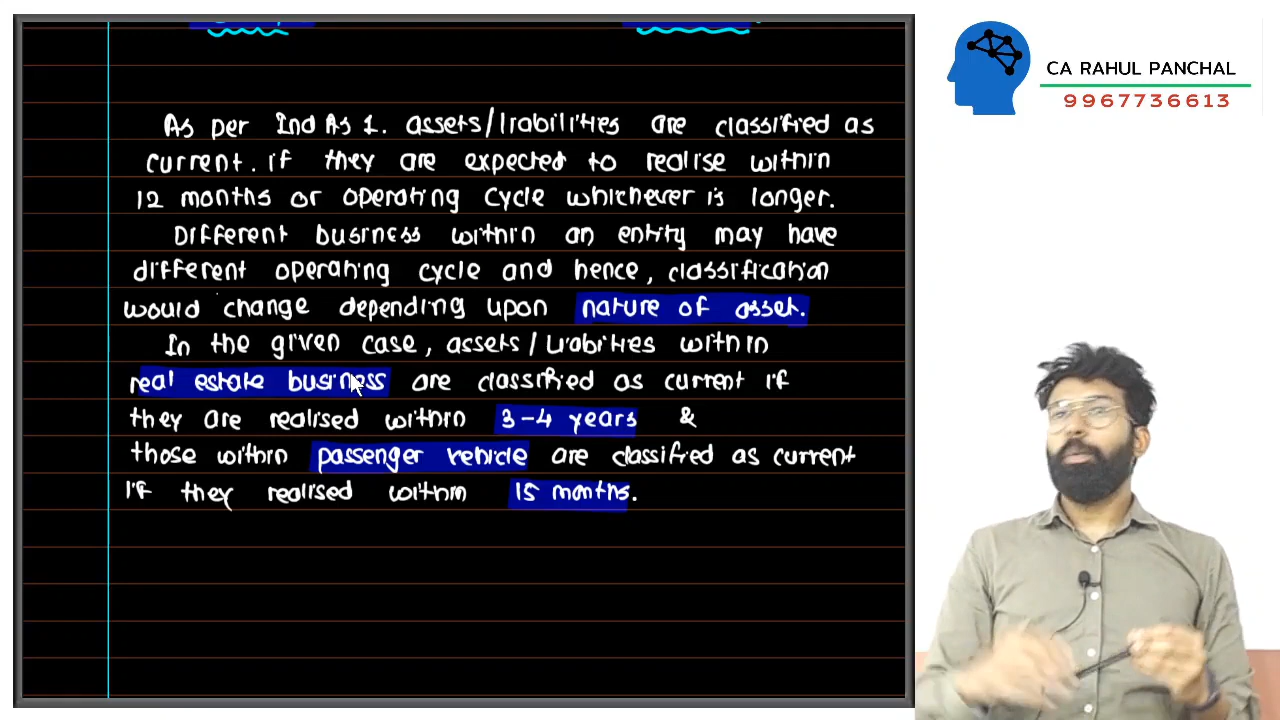 As per Ind As 1. assets/liabilities are classified as
current. if they are expected to realise within
12 months or operating cycle whichever is longer.
Different business within an entity may have
different operating cycle and hence, classification
would change depending upon nature of asset.
In the given case, assets/Liabilities within
real estate business are classified as current if
they are realised within 3-4 years &
those within passenger vehicle are classified as current
if they realised within 15 months.
CA RAHUL PANCHAL
9967736613